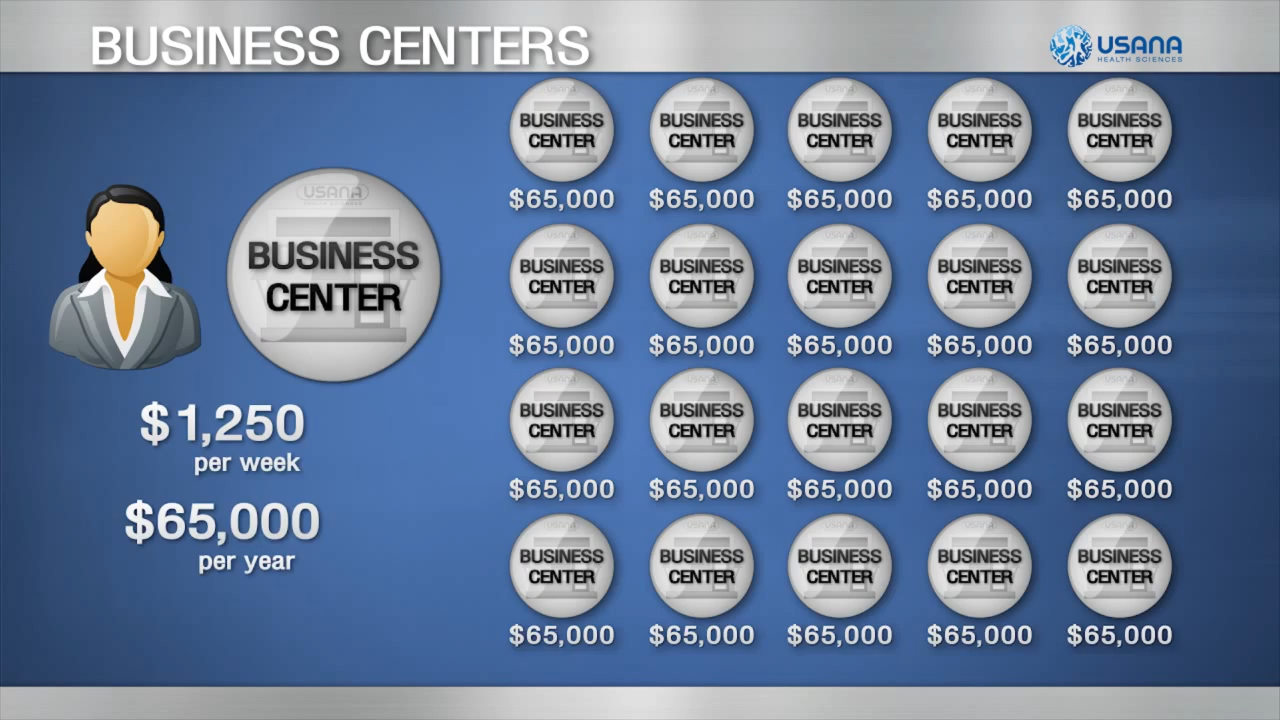 BUSINESS CENTERS
USANA
HEALTH SCIENCES
USANA
HEALTH SCIENCES
BUSINESS
CENTER
$1,250
per week
$65,000
per year
BUSINESS BUSINESS BUSINESS BUSINESS BUSINESS
CENTER CENTER CENTER CENTER CENTER
$65,000 $65,000 $65,000 $65,000 $65,000
BUSINESS BUSINESS BUSINESS BUSINESS BUSINESS
CENTER CENTER CENTER CENTER CENTER
$65,000 $65,000 $65,000 $65,000 $65,000
BUSINESS BUSINESS BUSINESS BUSINESS BUSINESS
CENTER CENTER CENTER CENTER CENTER
$65,000 $65,000 $65,000 $65,000 $65,000
BUSINESS BUSINESS BUSINESS BUSINESS BUSINESS
CENTER CENTER CENTER CENTER CENTER
$65,000 $65,000 $65,000 $65,000 $65,000